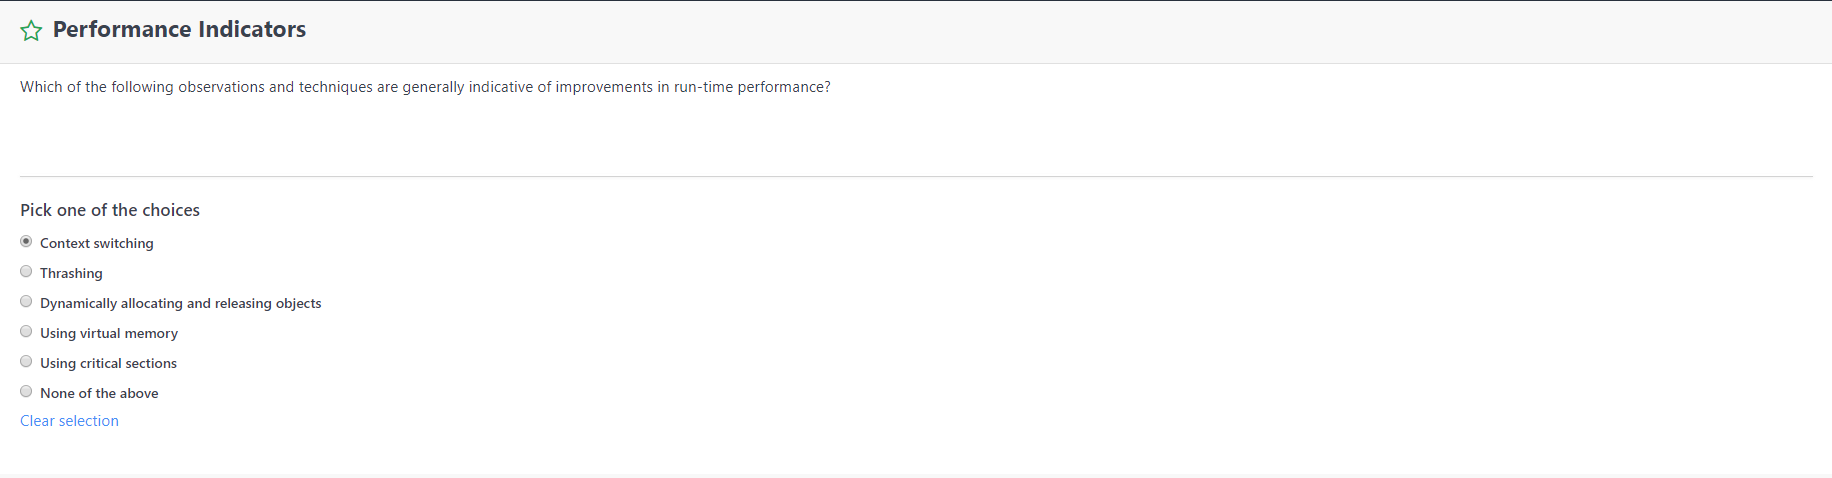 Performance Indicators
Which of the following observations and techniques are generally indicative of improvements in run-time performance?
Pick one of the choices
Context switching
Thrashing
Dynamically allocating and releasing objects
Using virtual memory
Using critical sections
None of the above
Clear selection